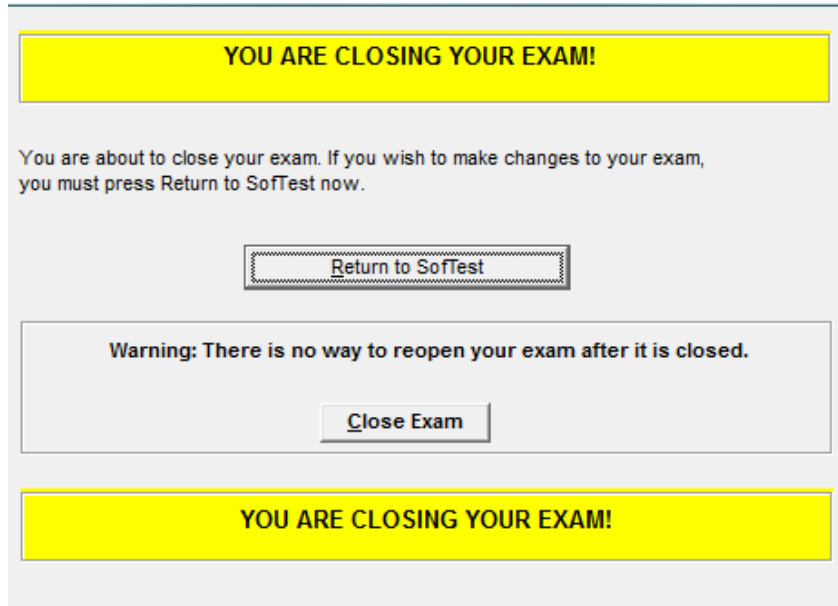 YOU ARE CLOSING YOUR EXAM!
You are about to close your exam. If you wish to make changes to your exam,
you must press Return to SofTest now.
Return to SofTest
Warning: There is no way to reopen your exam after it is closed.
Close Exam
YOU ARE CLOSING YOUR EXAM!